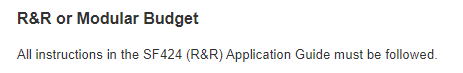 R&R or Modular Budget
All instructions in the SF424 (R&R) Application Guide must be followed.